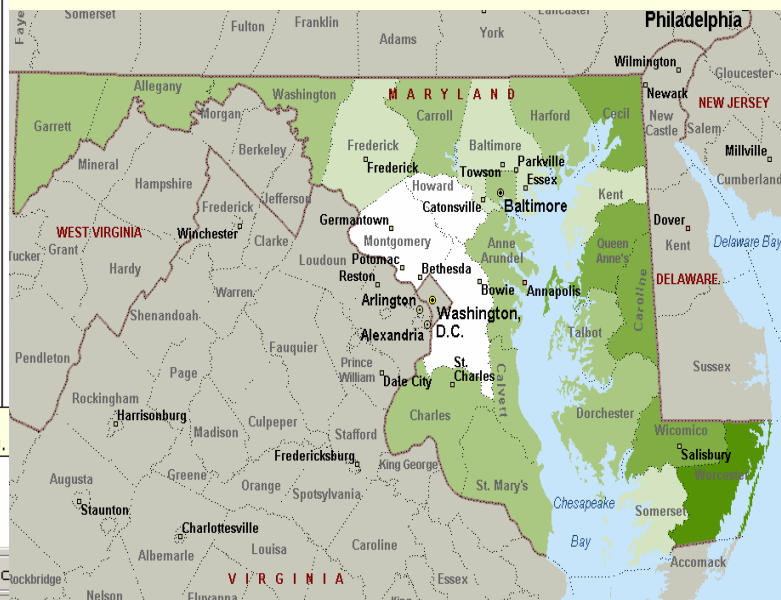 Somerset
Faye
Fulton
Franklin
Adams
York
Lancaster
Philadelphia
Wilmington
Gloucester
Newark
New
Castle
Salem
NEW JERSEY
Millville
Cumberland
Garrett
Allegany
Washington
MARYLAND
Carroll
Harford
Cecil
Morgan
Mineral
Berkeley
Hampshire
Frederick
Frederick
Baltimore
Towson
Parkville
Essex
Howard
Catonsville
Baltimore
Kent
Jefferson
Frederick
Germantown
Montgomery
Anne
Arundel
Queen
Anne's
Dover
Kent
Delaware Bay
WEST VIRGINIA
Winchester
Clarke
Loudoun
Potomac
Bethesda
Reston
Bowie
Annapolis
Caroline
DELAWARE
Tucker
Grant
Hardy
Warren
Arlington
Washington,
D.C.
Alexandria
Talbot
Shenandoah
Fauquier
Prince
William
Dale City
St.
Charles
Calvert
Sussex
Pendleton
Page
Rockingham
Harrisonburg
Madison
Culpeper
Stafford
Charles
Dorchester
Wicomico
Salisbury
Worcester
Fredericksburg
King George
St. Mary's
Augusta
Staunton
Greene
Orange
Spotsylvania
Chesapeake
Bay
Somerset
Charlottesville
Albemarle
Louisa
Caroline
Accomack
ockbridge
VIRGINIA
Essex
Nelson
Fluvanna